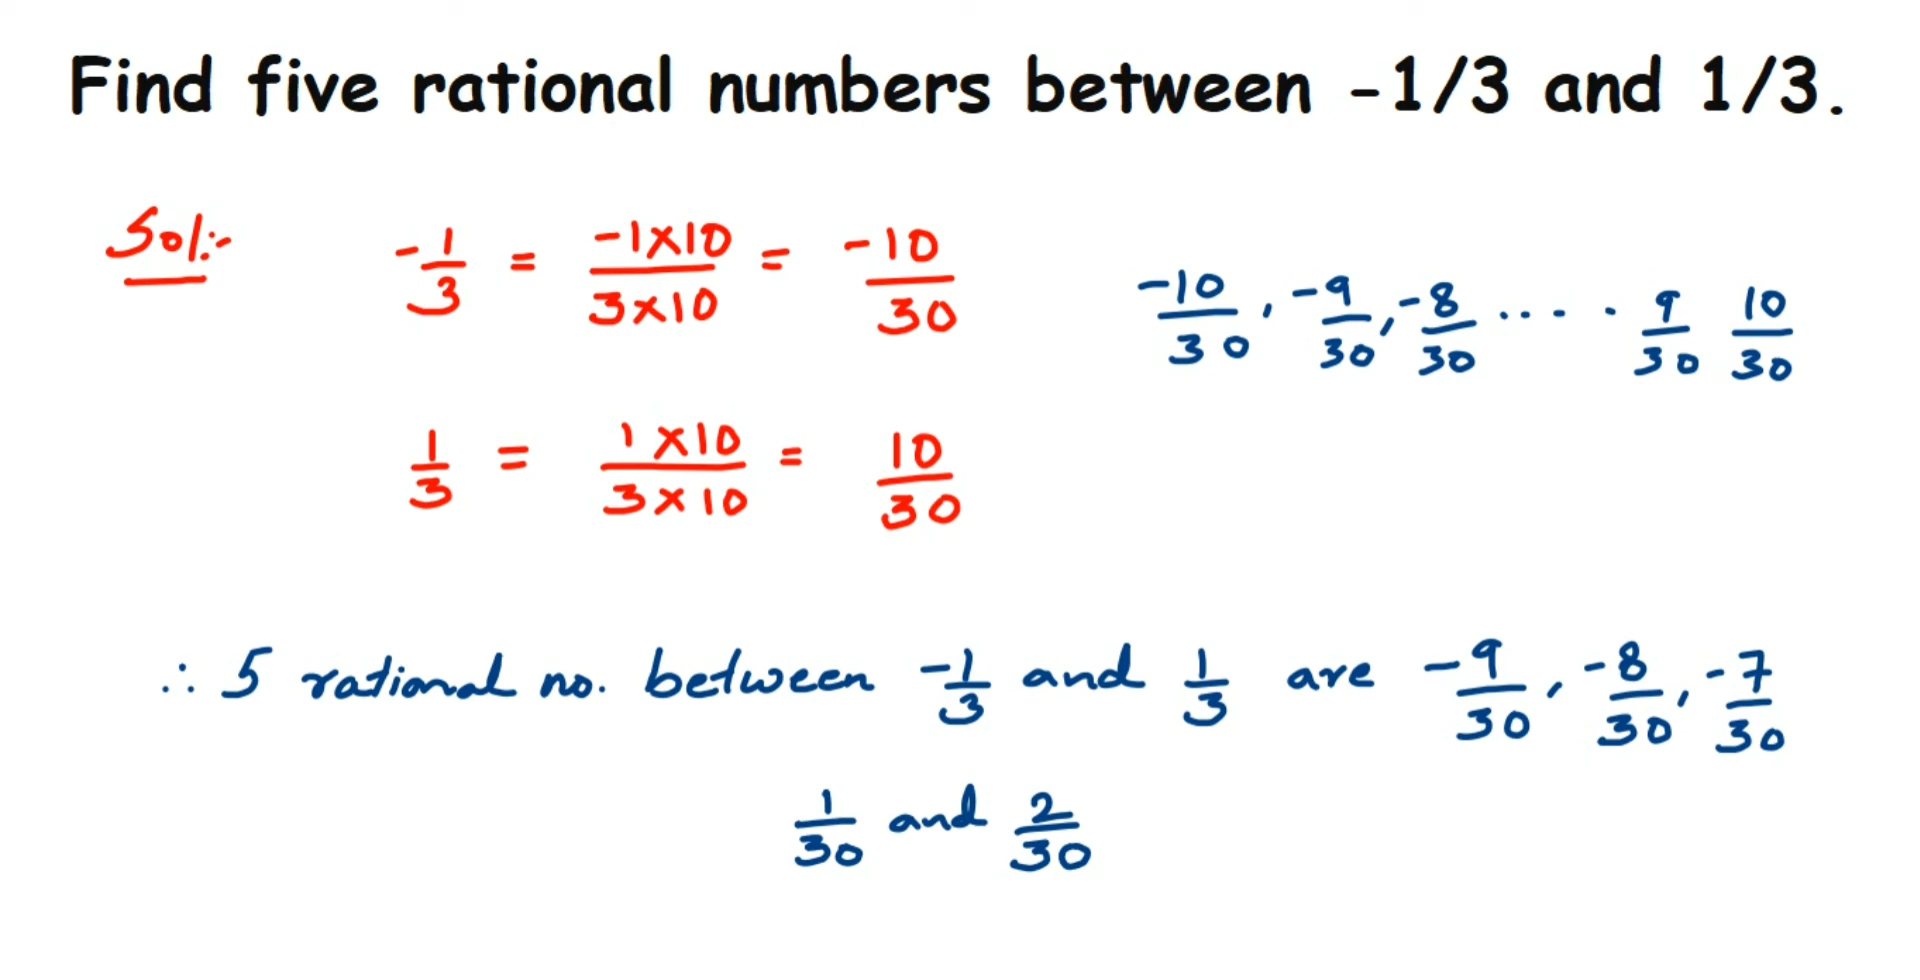 Find five rational numbers between -1/3 and 1/3.
Sol:- -1/3 = -1×10/3×10 = -10/30
-10/30, -9/30, -8/30 ..... 9/30 10/30
1/3 = 1×10/3×10 = 10/30
∴ 5 rational no. between -1/3 and 1/3 are -9/30, -8/30, -7/30
1/30 and 2/30